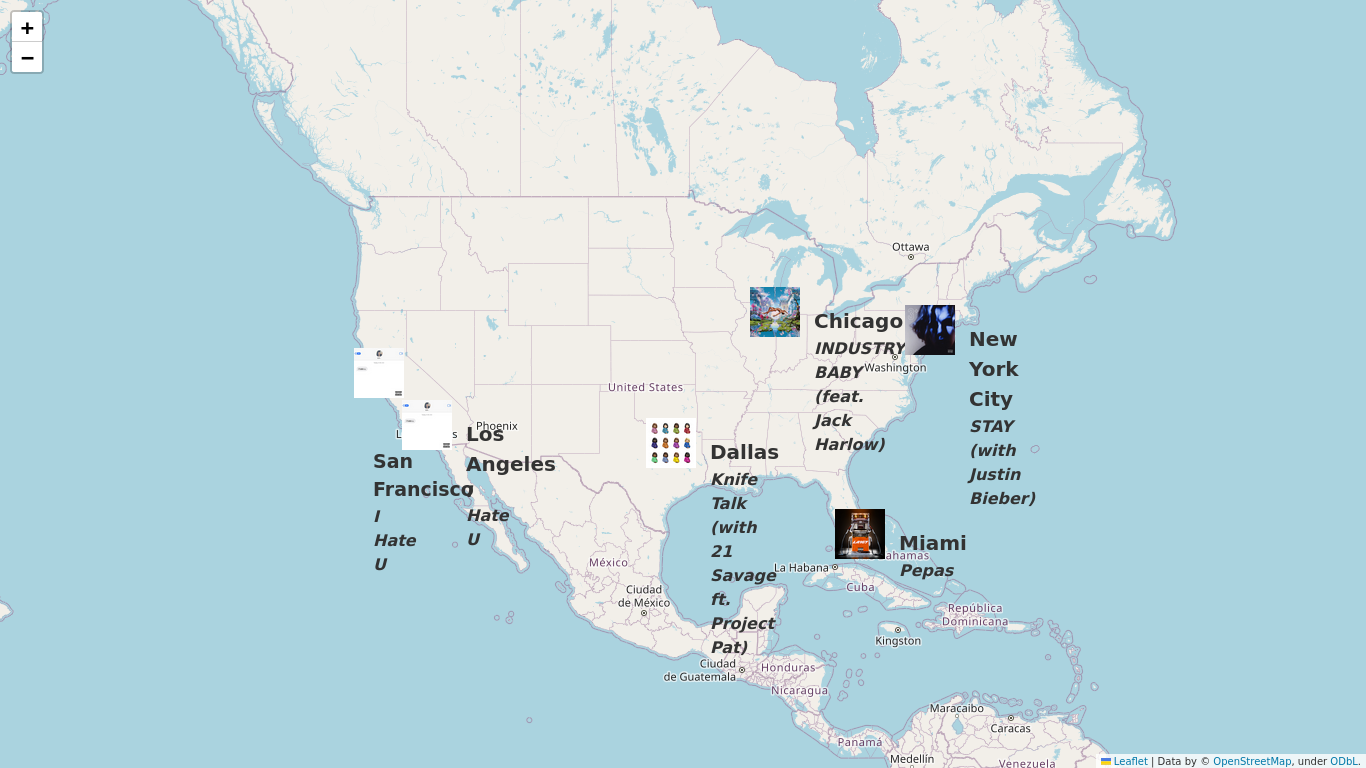 +
−
Ottawa
Chicago
INDUSTRY
BABY
(feat.
Jack
Harlow)
Washington
New
York
City
STAY
(with
Justin
Bieber)
United States
Phoenix
Los
Angeles
I
Hate
U
San
Francisco
I
Hate
U
Dallas
Knife
Talk
(with
21
Savage
ft.
Project
Pat)
Miami
Pepas
La Habana
Cuba
México
Ciudad
de México
República
Dominicana
Kingston
Ciudad
de Guatemala
Honduras
Nicaragua
Maracaibo
Caracas
Panamá
Medellín
Venezuela
Leaflet | Data by © OpenStreetMap, under ODbL.